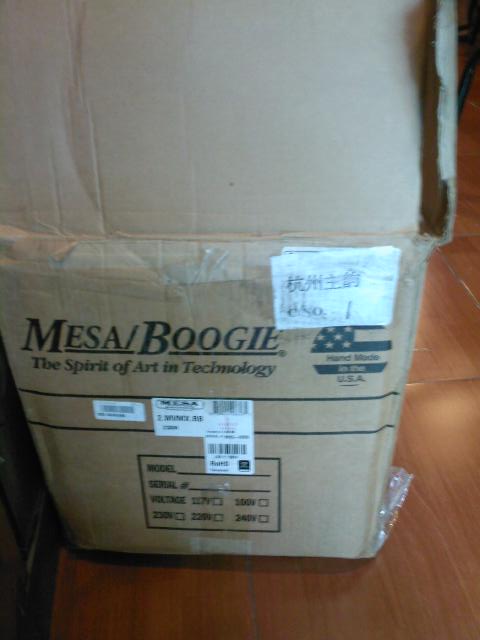 杭州主韵
C/NO. 1
MESA/BOOGIE®
The Spirit of Art in Technology
Hand Made
in the
U.S.A.
MESA
RoHS
MODEL
SERIAL #
VOLTAGE 117V 100V
230V 220V 240V